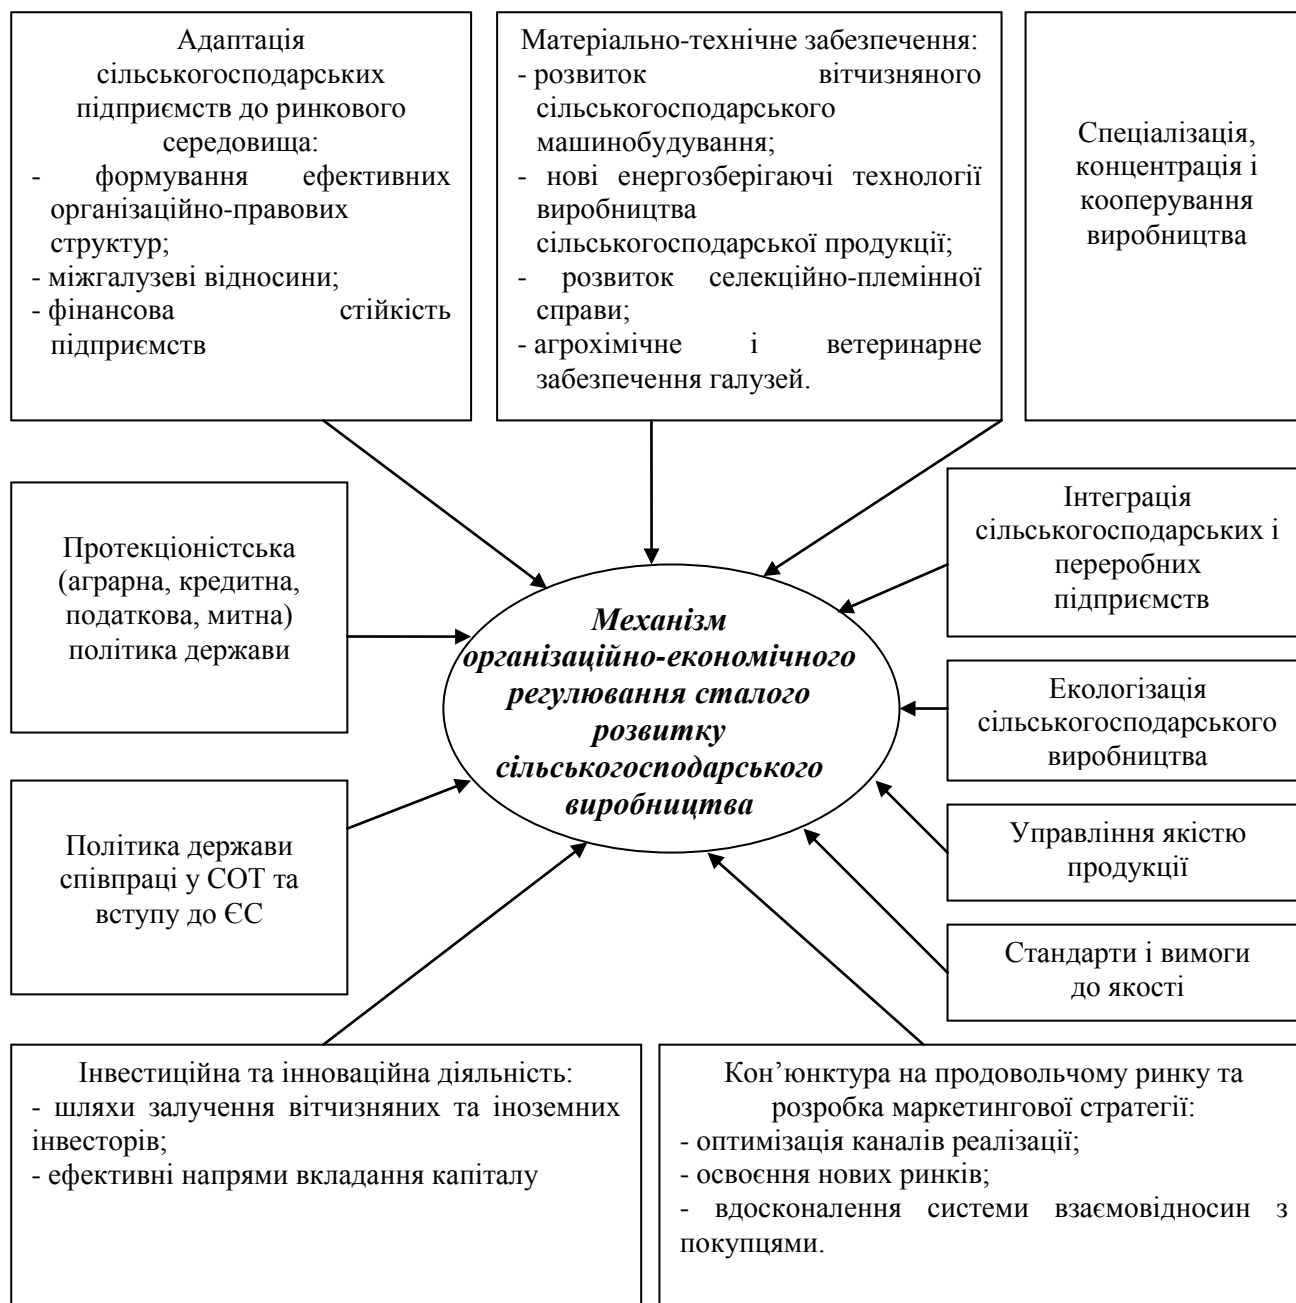 Адаптація
сільськогосподарських
підприємств до ринкового
середовища:
- формування ефективних
організаційно-правових
структур;
- міжгалузеві відносини;
- фінансова стійкість
підприємств
Матеріально-технічне забезпечення:
- розвиток вітчизняного
сільськогосподарського
машинобудування;
- нові енергозберігаючі технології
виробництва
сільськогосподарської продукції;
- розвиток селекційно-племінної
справи;
- агрохімічне і ветеринарне
забезпечення галузей.
Спеціалізація,
концентрація і
кооперування
виробництва
Протекціоністська
(аграрна, кредитна,
податкова, митна)
політика держави
Механізм
організаційно-економічного
регулювання сталого
розвитку
сільськогосподарського
виробництва
Інтеграція
сільськогосподарських і
переробних
підприємств
Екологізація
сільськогосподарського
виробництва
Політика держави
співпраці у СОТ та
вступу до ЄС
Управління якістю
продукції
Стандарти і вимоги
до якості
Інвестиційна та інноваційна діяльність:
- шляхи залучення вітчизняних та іноземних
інвесторів;
- ефективні напрями вкладання капіталу
Кон’юнктура на продовольчому ринку та
розробка маркетингової стратегії:
- оптимізація каналів реалізації;
- освоєння нових ринків;
- вдосконалення системи взаємовідносин з
покупцями.